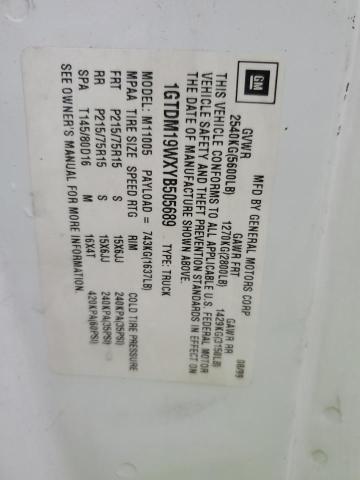 GM
MFD BY GENERAL MOTORS CORP 08/99
GVWR GAWR FRT GAWR RR
2540KG(5600LB) 1270KG(2800LB) 1429KG(3150LB)
THIS VEHICLE CONFORMS TO ALL APPLICABLE U.S. FEDERAL MOTOR
VEHICLE SAFETY AND THEFT PREVENTION STANDARDS IN EFFECT ON
THE DATE OF MANUFACTURE SHOWN ABOVE.
1GTDM19WXYB505689 TYPE: TRUCK
MODEL: M11005 PAYLOAD = 743KG(1637LB)
TIRE SIZE SPEED RTG RIM COLD TIRE PRESSURE
FRT P215/75R15 S 15X6JJ 240KPA(35PSI)
RR P215/75R15 S 15X6JJ 240KPA(35PSI)
SPA T145/80D16 M 16X4T 420KPA(60PSI)
SEE OWNER'S MANUAL FOR MORE INFORMATION.